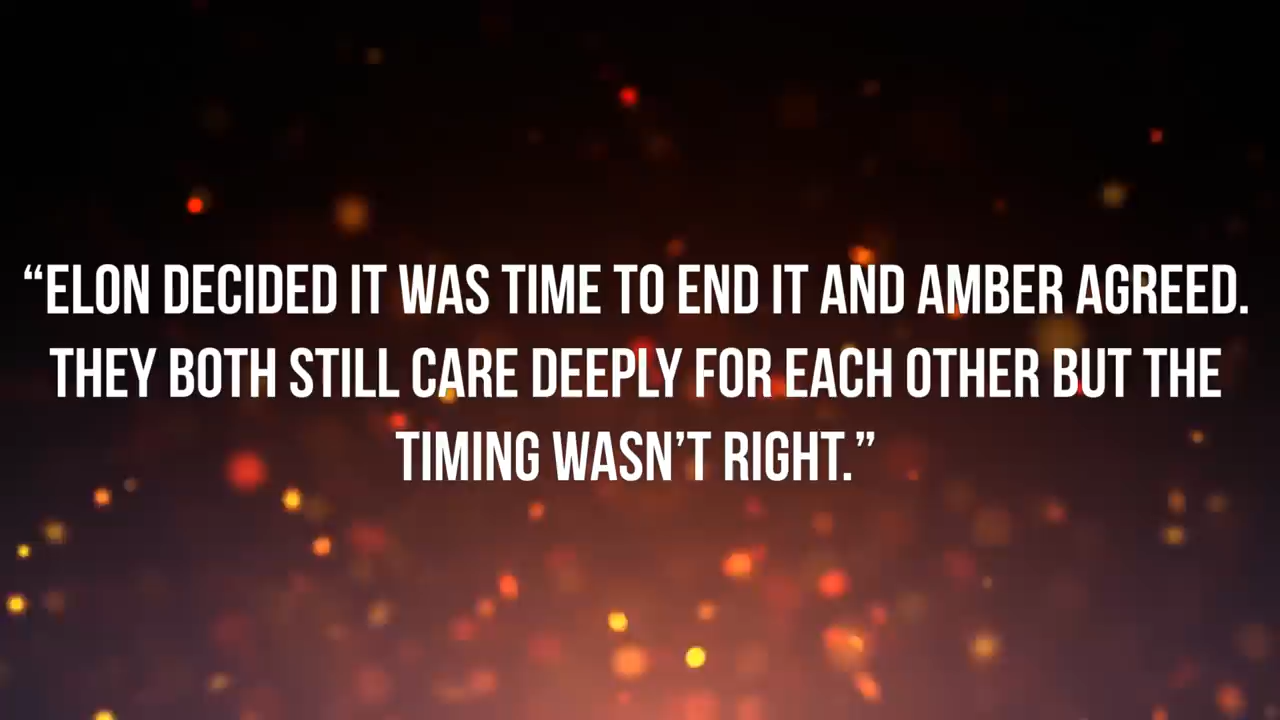 “ELON DECIDED IT WAS TIME TO END IT AND AMBER AGREED.
THEY BOTH STILL CARE DEEPLY FOR EACH OTHER BUT THE
TIMING WASN’T RIGHT.”